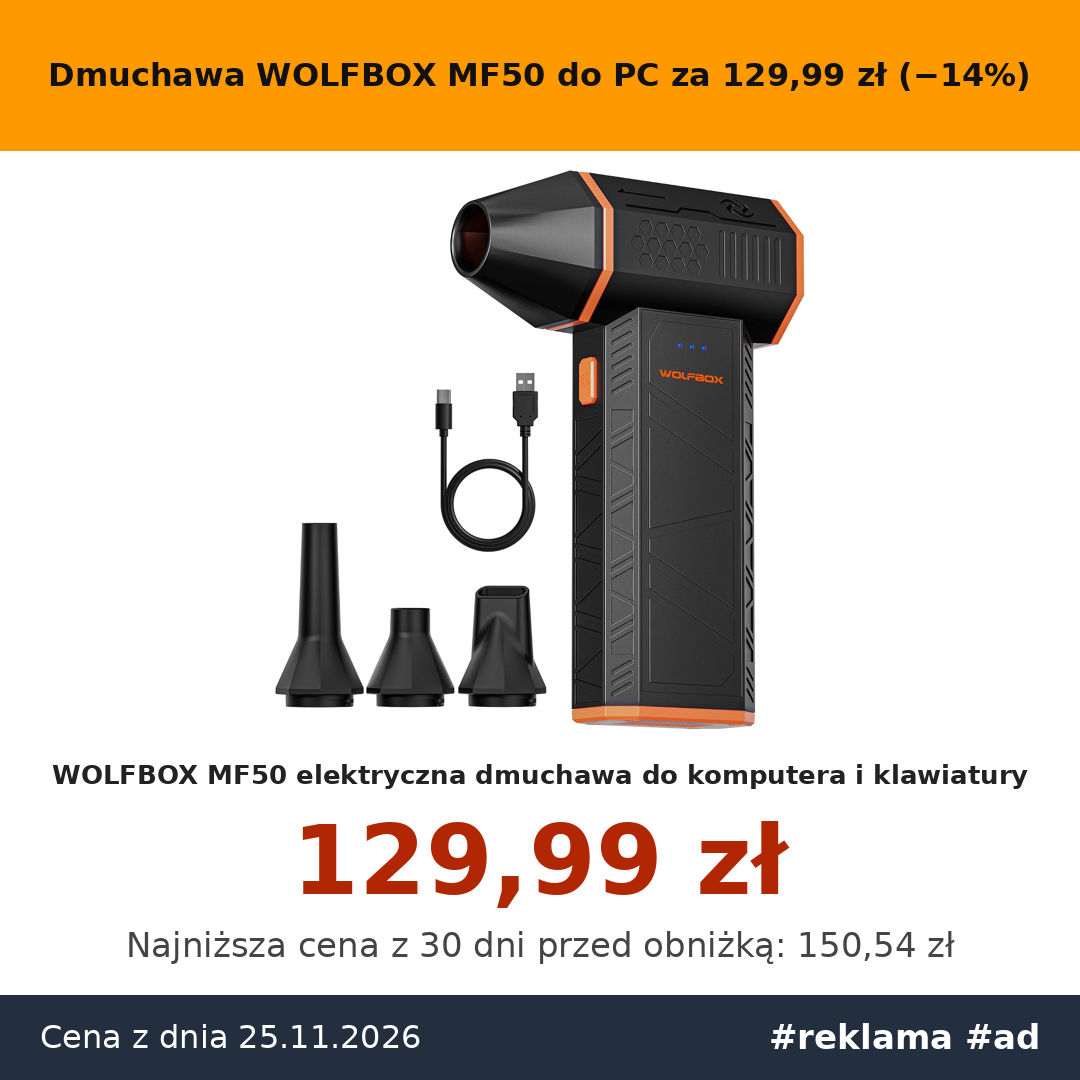 Dmuchawa WOLFBOX MF50 do PC za 129,99 zł (−14%)
WOLFBOX
WOLFBOX MF50 elektryczna dmuchawa do komputera i klawiatury
129,99 zł
Najniższa cena z 30 dni przed obniżką: 150,54 zł
Cena z dnia 25.11.2026
#reklama #ad